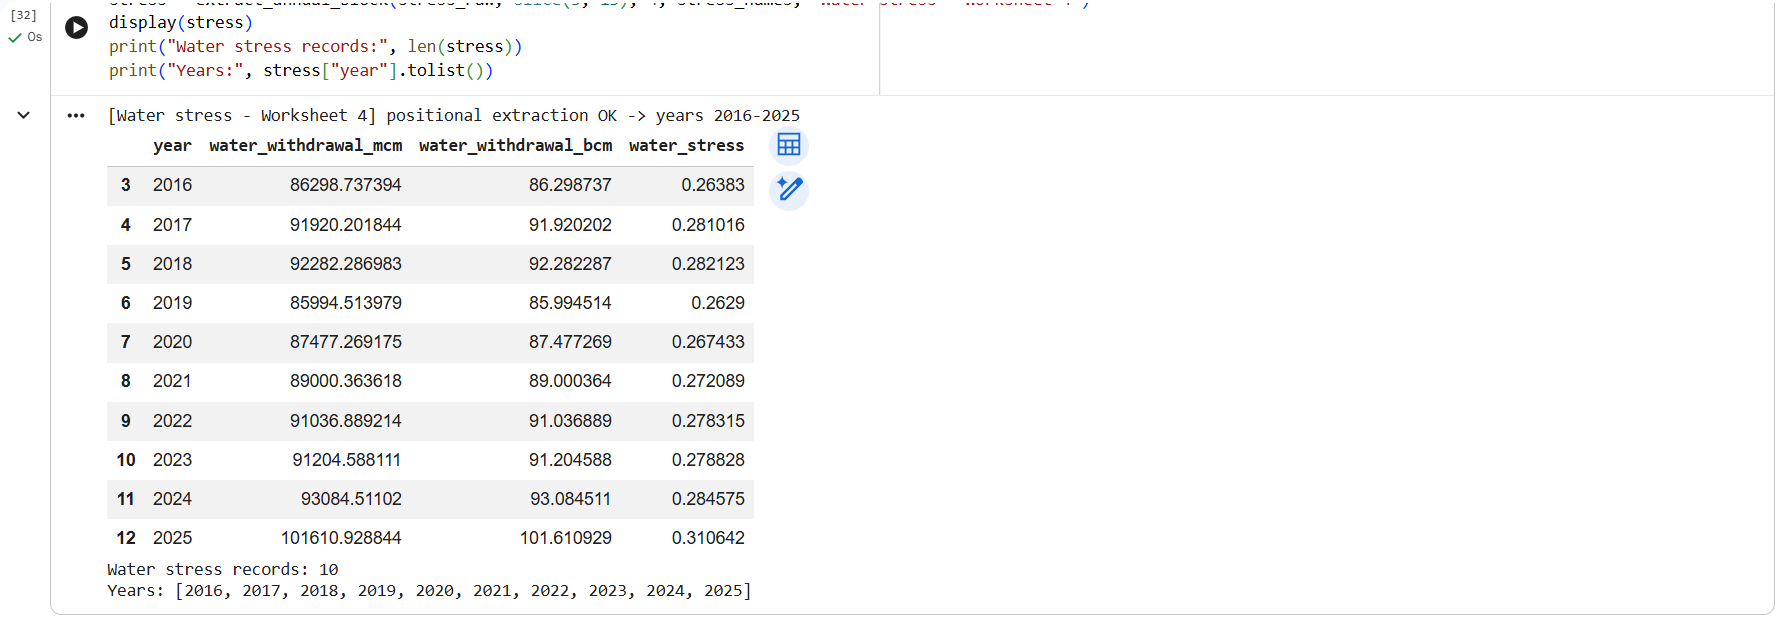 [32]
0s
display(stress)
print("Water stress records:", len(stress))
print("Years:", stress["year"].tolist())
[Water stress - Worksheet 4] positional extraction OK -> years 2016-2025
year water_withdrawal_mcm water_withdrawal_bcm water_stress
3 2016 86298.737394 86.298737 0.26383
4 2017 91920.201844 91.920202 0.281016
5 2018 92282.286983 92.282287 0.282123
6 2019 85994.513979 85.994514 0.2629
7 2020 87477.269175 87.477269 0.267433
8 2021 89000.363618 89.000364 0.272089
9 2022 91036.889214 91.036889 0.278315
10 2023 91204.588111 91.204588 0.278828
11 2024 93084.51102 93.084511 0.284575
12 2025 101610.928844 101.610929 0.310642
Water stress records: 10
Years: [2016, 2017, 2018, 2019, 2020, 2021, 2022, 2023, 2024, 2025]